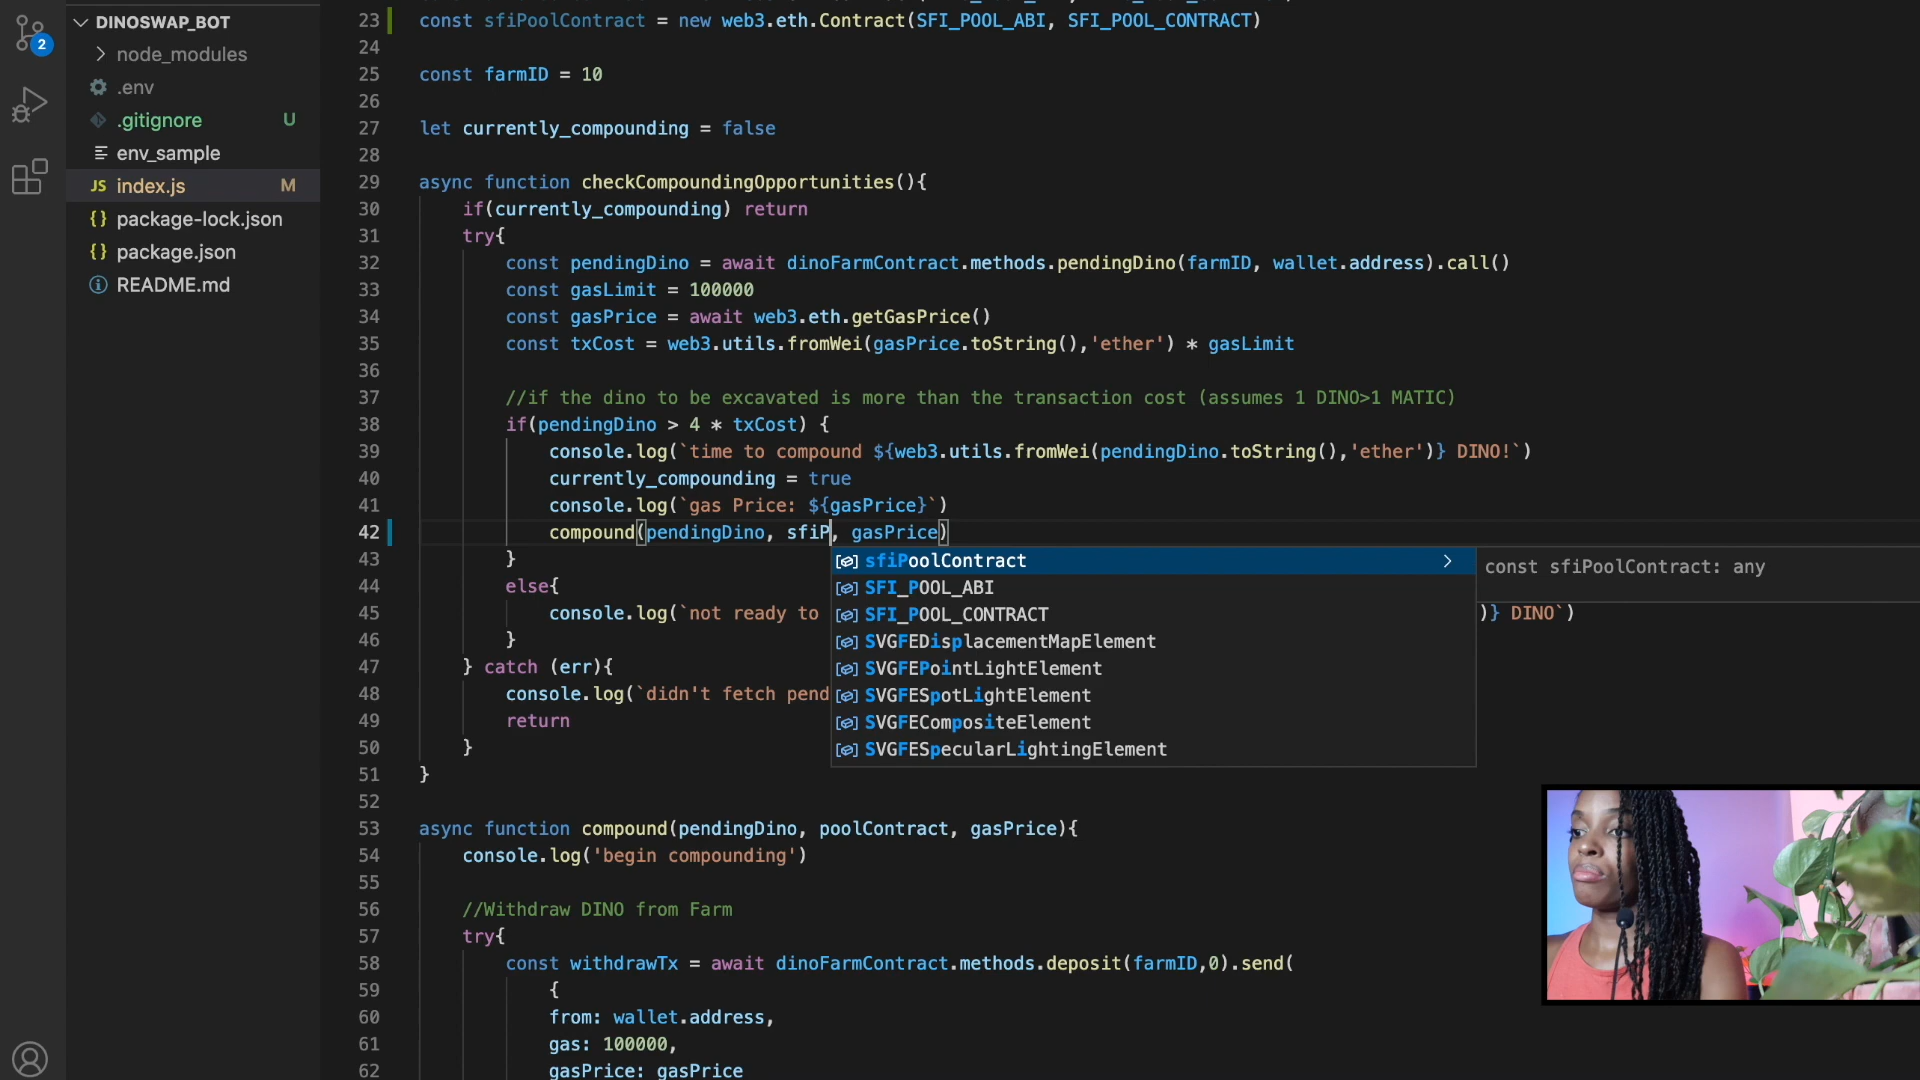 DINOSWAP_BOT
node_modules
.env
.gitignore U
env_sample
JS index.js M
{} package-lock.json
{} package.json
README.md
2
23 const sfiPoolContract = new web3.eth.Contract(SFI_POOL_ABI, SFI_POOL_CONTRACT)
24
25 const farmID = 10
26
27 let currently_compounding = false
28
29 async function checkCompoundingOpportunities(){
30 if(currently_compounding) return
31 try{
32 const pendingDino = await dinoFarmContract.methods.pendingDino(farmID, wallet.address).call()
33 const gasLimit = 100000
34 const gasPrice = await web3.eth.getGasPrice()
35 const txCost = web3.utils.fromWei(gasPrice.toString(),'ether') * gasLimit
36
37 //if the dino to be excavated is more than the transaction cost (assumes 1 DINO>1 MATIC)
38 if(pendingDino > 4 * txCost) {
39 console.log(`time to compound ${web3.utils.fromWei(pendingDino.toString(),'ether')} DINO!`)
40 currently_compounding = true
41 console.log(`gas Price: ${gasPrice}`)
42 compound(pendingDino, sfiP, gasPrice)
43 }
44 else{
45 console.log(`not ready to )} DINO`)
46 }
47 } catch (err){
48 console.log(`didn't fetch pend
49 return
50 }
51 }
52
53 async function compound(pendingDino, poolContract, gasPrice){
54 console.log('begin compounding')
55
56 //Withdraw DINO from Farm
57 try{
58 const withdrawTx = await dinoFarmContract.methods.deposit(farmID,0).send(
59 {
60 from: wallet.address,
61 gas: 100000,
62 gasPrice: gasPrice
sfiPoolContract
SFI_POOL_ABI
SFI_POOL_CONTRACT
SVGFEDisplacementMapElement
SVGFEPointLightElement
SVGFESpotLightElement
SVGFECompositeElement
SVGFESpecularLightingElement
const sfiPoolContract: any